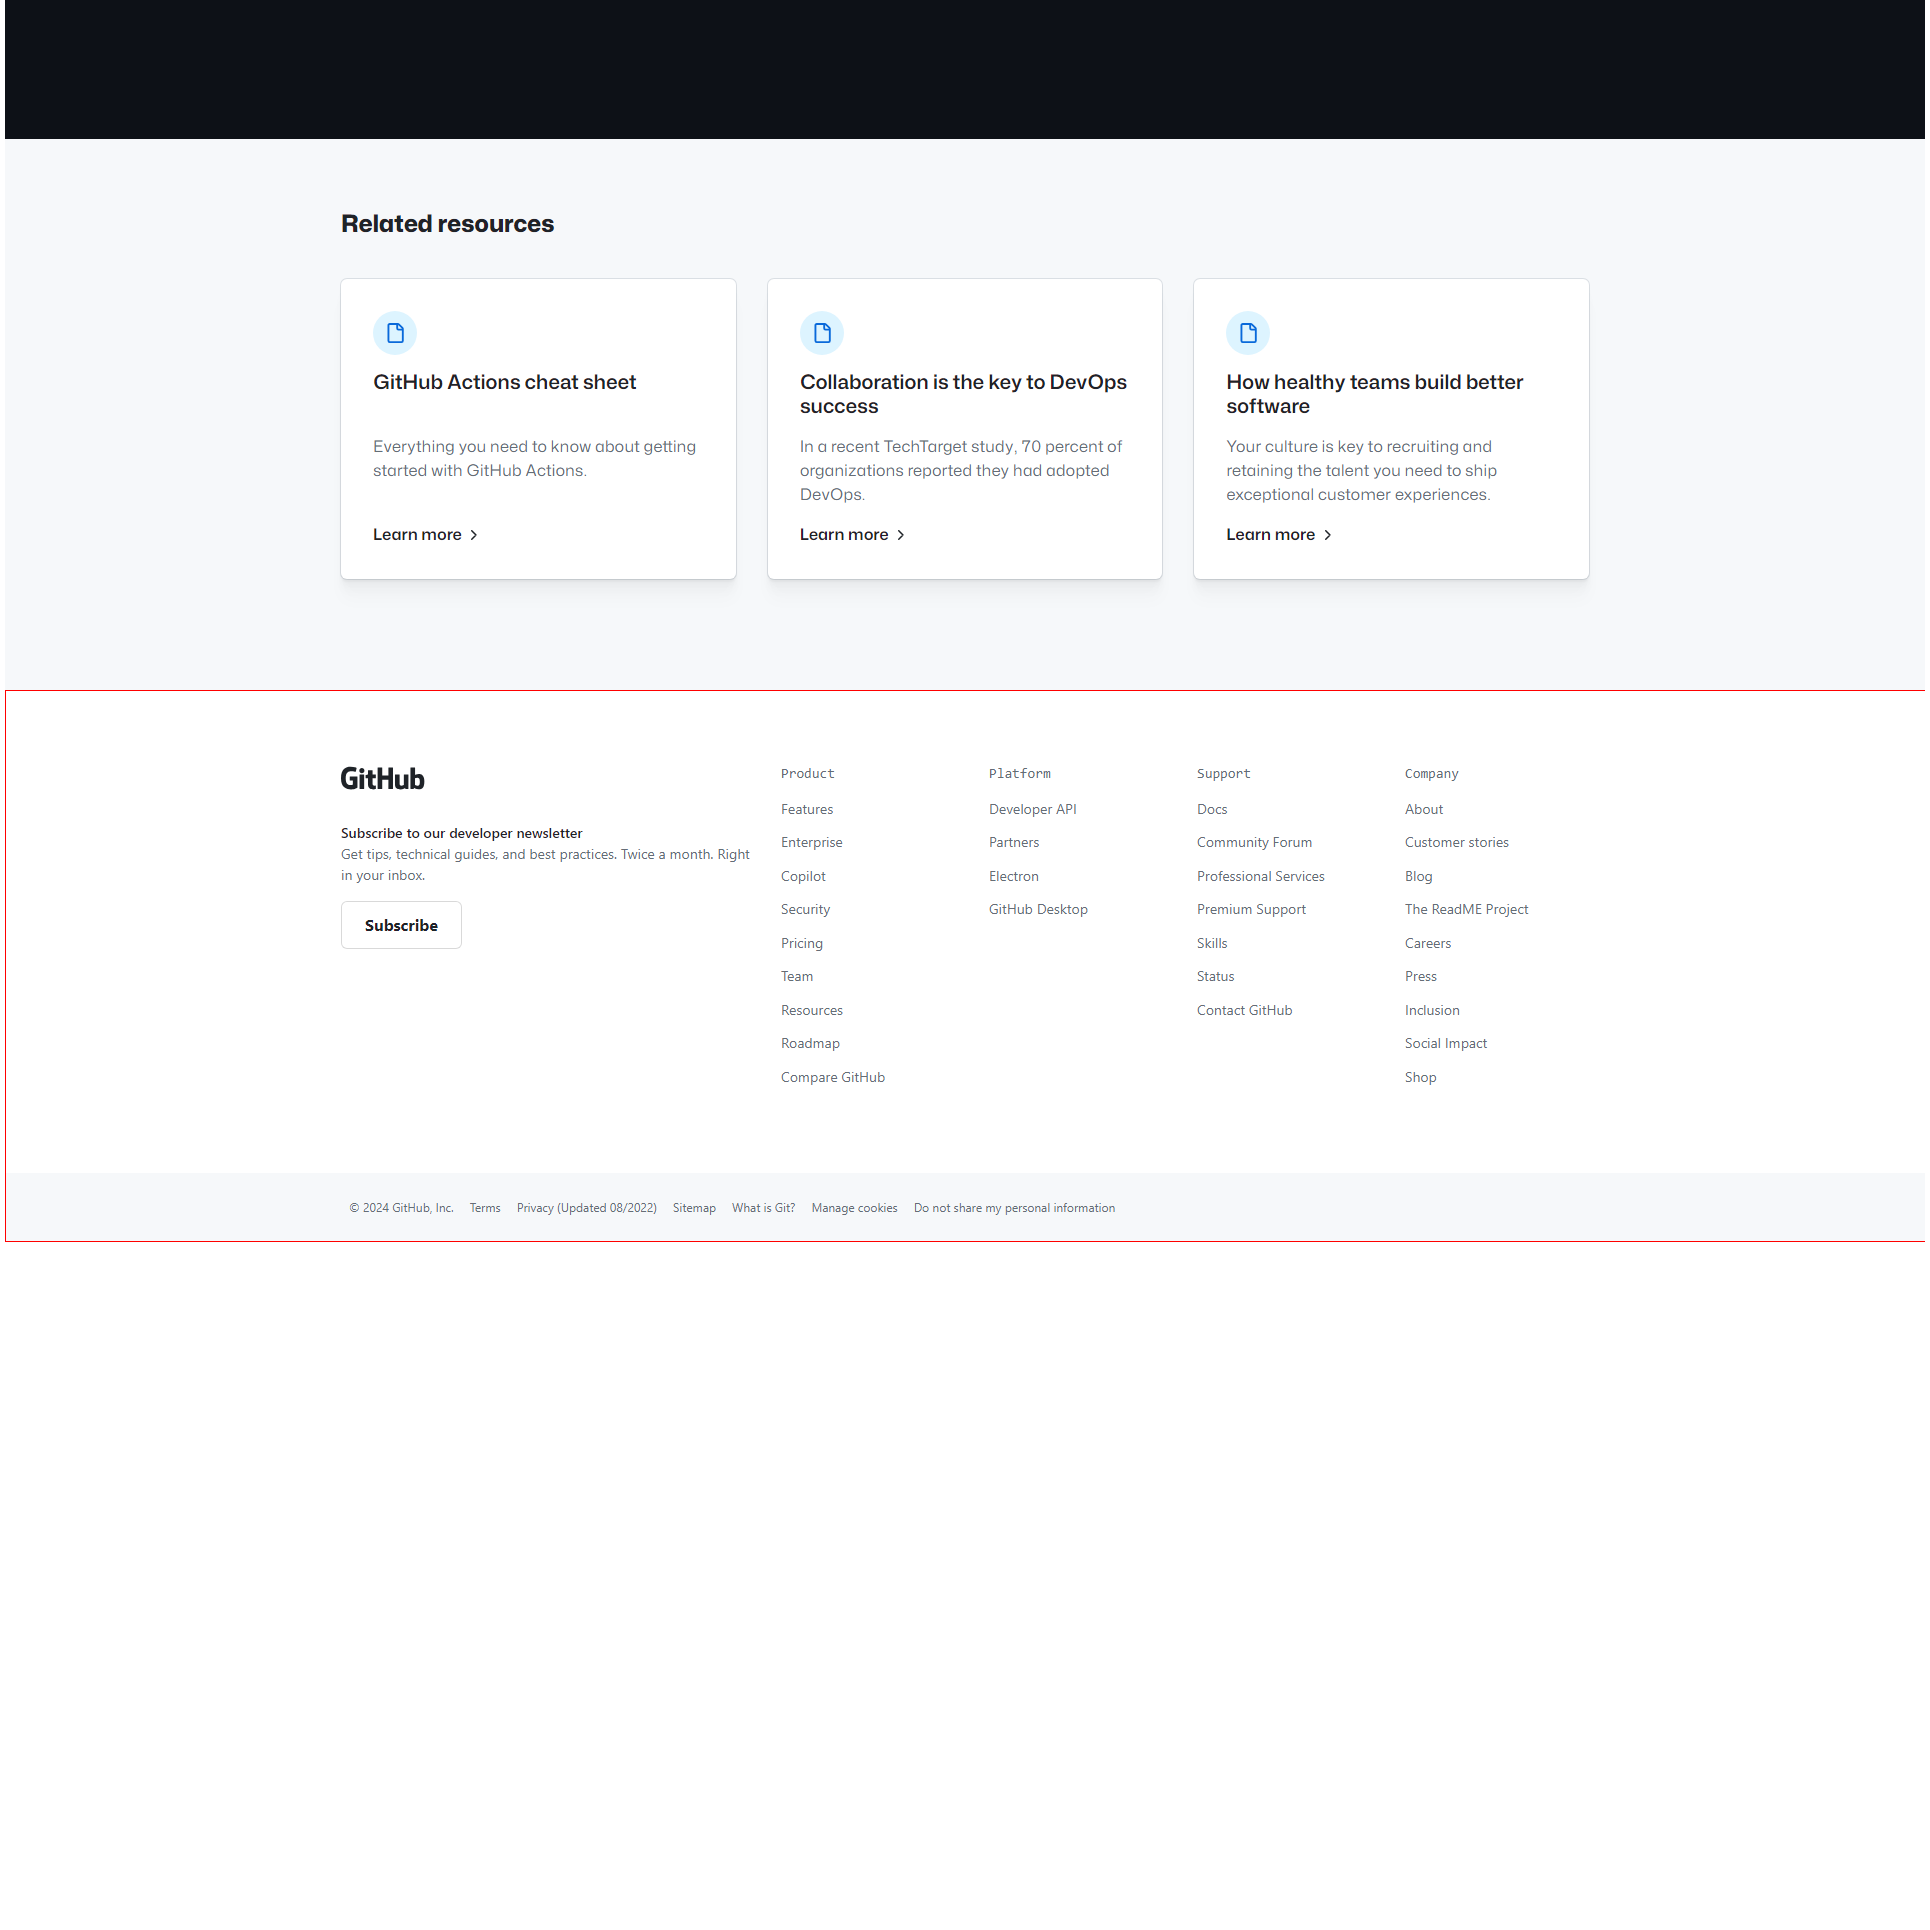 Related resources
GitHub Actions cheat sheet
Everything you need to know about getting
started with GitHub Actions.
Learn more
Collaboration is the key to DevOps
success
In a recent TechTarget study, 70 percent of
organizations reported they had adopted
DevOps.
Learn more
How healthy teams build better
software
Your culture is key to recruiting and
retaining the talent you need to ship
exceptional customer experiences.
Learn more
GitHub
Subscribe to our developer newsletter
Get tips, technical guides, and best practices. Twice a month. Right
in your inbox.
Subscribe
Product
Features
Enterprise
Copilot
Security
Pricing
Team
Resources
Roadmap
Compare GitHub
Platform
Developer API
Partners
Electron
GitHub Desktop
Support
Docs
Community Forum
Professional Services
Premium Support
Skills
Status
Contact GitHub
Company
About
Customer stories
Blog
The ReadME Project
Careers
Press
Inclusion
Social Impact
Shop
© 2024 GitHub, Inc. Terms Privacy (Updated 08/2022) Sitemap What is Git? Manage cookies Do not share my personal information